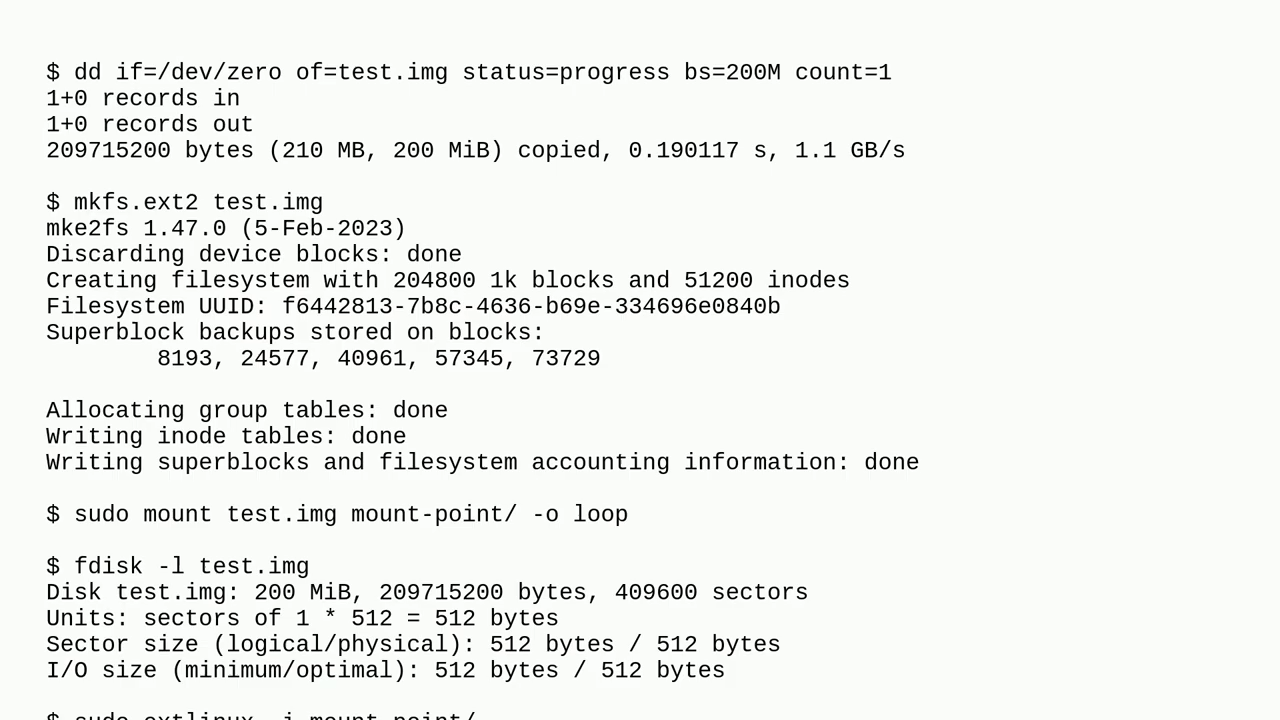 $ dd if=/dev/zero of=test.img status=progress bs=200M count=1
1+0 records in
1+0 records out
209715200 bytes (210 MB, 200 MiB) copied, 0.190117 s, 1.1 GB/s
$ mkfs.ext2 test.img
mke2fs 1.47.0 (5-Feb-2023)
Discarding device blocks: done
Creating filesystem with 204800 1k blocks and 51200 inodes
Filesystem UUID: f6442813-7b8c-4636-b69e-334696e0840b
Superblock backups stored on blocks:
        8193, 24577, 40961, 57345, 73729
Allocating group tables: done
Writing inode tables: done
Writing superblocks and filesystem accounting information: done
$ sudo mount test.img mount-point/ -o loop
$ fdisk -l test.img
Disk test.img: 200 MiB, 209715200 bytes, 409600 sectors
Units: sectors of 1 * 512 = 512 bytes
Sector size (logical/physical): 512 bytes / 512 bytes
I/O size (minimum/optimal): 512 bytes / 512 bytes
$ sudo extlinux -i mount-point/